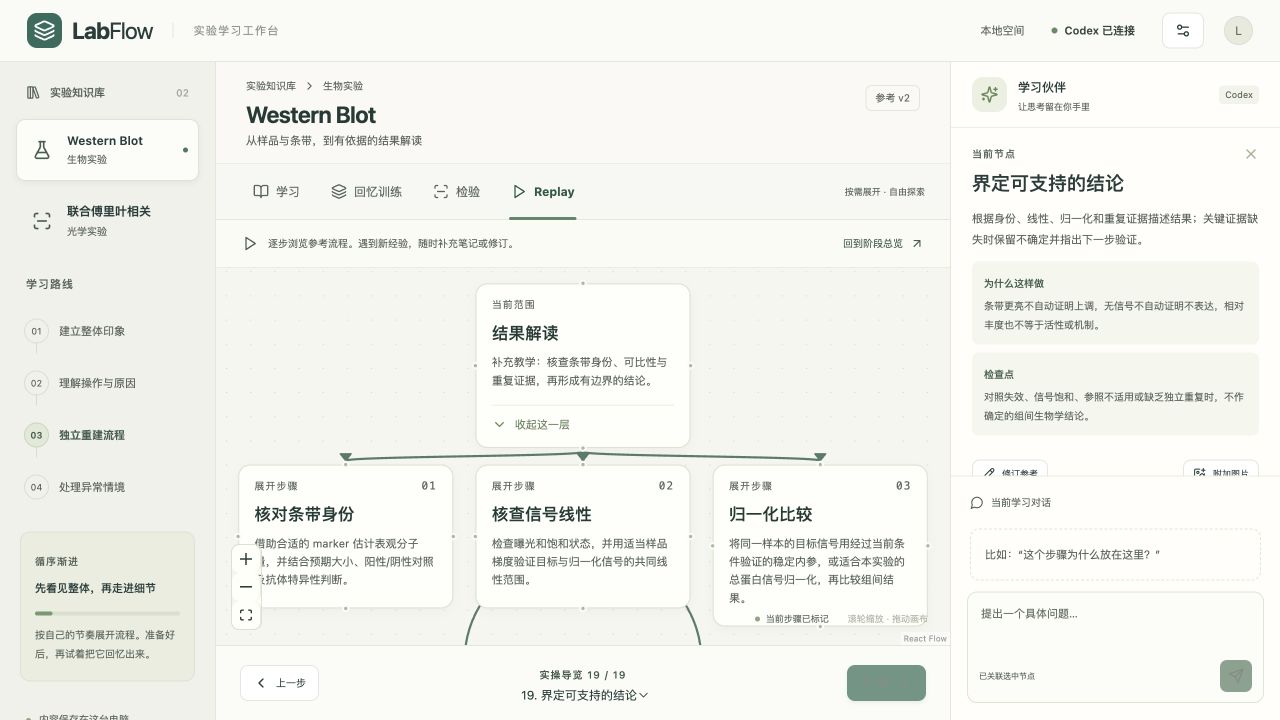 LabFlow
实验学习工作台
本地空间
Codex 已连接
L
实验知识库
02
Western Blot
生物实验
联合傅里叶相关
光学实验
学习路线
01
建立整体印象
02
理解操作与原因
03
独立重建流程
04
处理异常情境
循序渐进
先看见整体，再走进细节
按自己的节奏展开流程。准备好
后，再试着把它回忆出来。
内容保存在这台电脑
实验知识库
生物实验
Western Blot
从样品与条带，到有依据的结果解读
参考 v2
学习
回忆训练
检验
Replay
按需展开 · 自由探索
逐步浏览参考流程。遇到新经验，随时补充笔记或修订。
回到阶段总览
当前范围
结果解读
补充教学：核查条带身份、可比性与
重复证据，再形成有边界的结论。
收起这一层
展开步骤
01
核对条带身份
借助合适的 marker 估计表观分子
，并结合预期大小、阳性/阴性对照
抗体特异性判断。
展开步骤
02
核查信号线性
检查曝光和饱和状态，并用适当样品
梯度验证目标与归一化信号的共同线
性范围。
展开步骤
03
归一化比较
将同一样本的目标信号用经过当前条
件验证的稳定内参，或适合本实验的
总蛋白信号归一化，再比较组间结
果。
当前步骤已标记
滚轮缩放 · 拖动画布
React Flow
上一步
实操导览 19 / 19
19. 界定可支持的结论
学习伙伴
让思考留在你手里
Codex
当前节点
界定可支持的结论
根据身份、线性、归一化和重复证据描述结果；关键证据缺
失时保留不确定并指出下一步验证。
为什么这样做
条带更亮不自动证明上调，无信号不自动证明不表达，相对
丰度也不等于活性或机制。
检查点
对照失效、信号饱和、参照不适用或缺乏独立重复时，不作
确定的组间生物学结论。
修订参考
附加图片
当前学习对话
比如：“这个步骤为什么放在这里？”
提出一个具体问题...
已关联选中节点